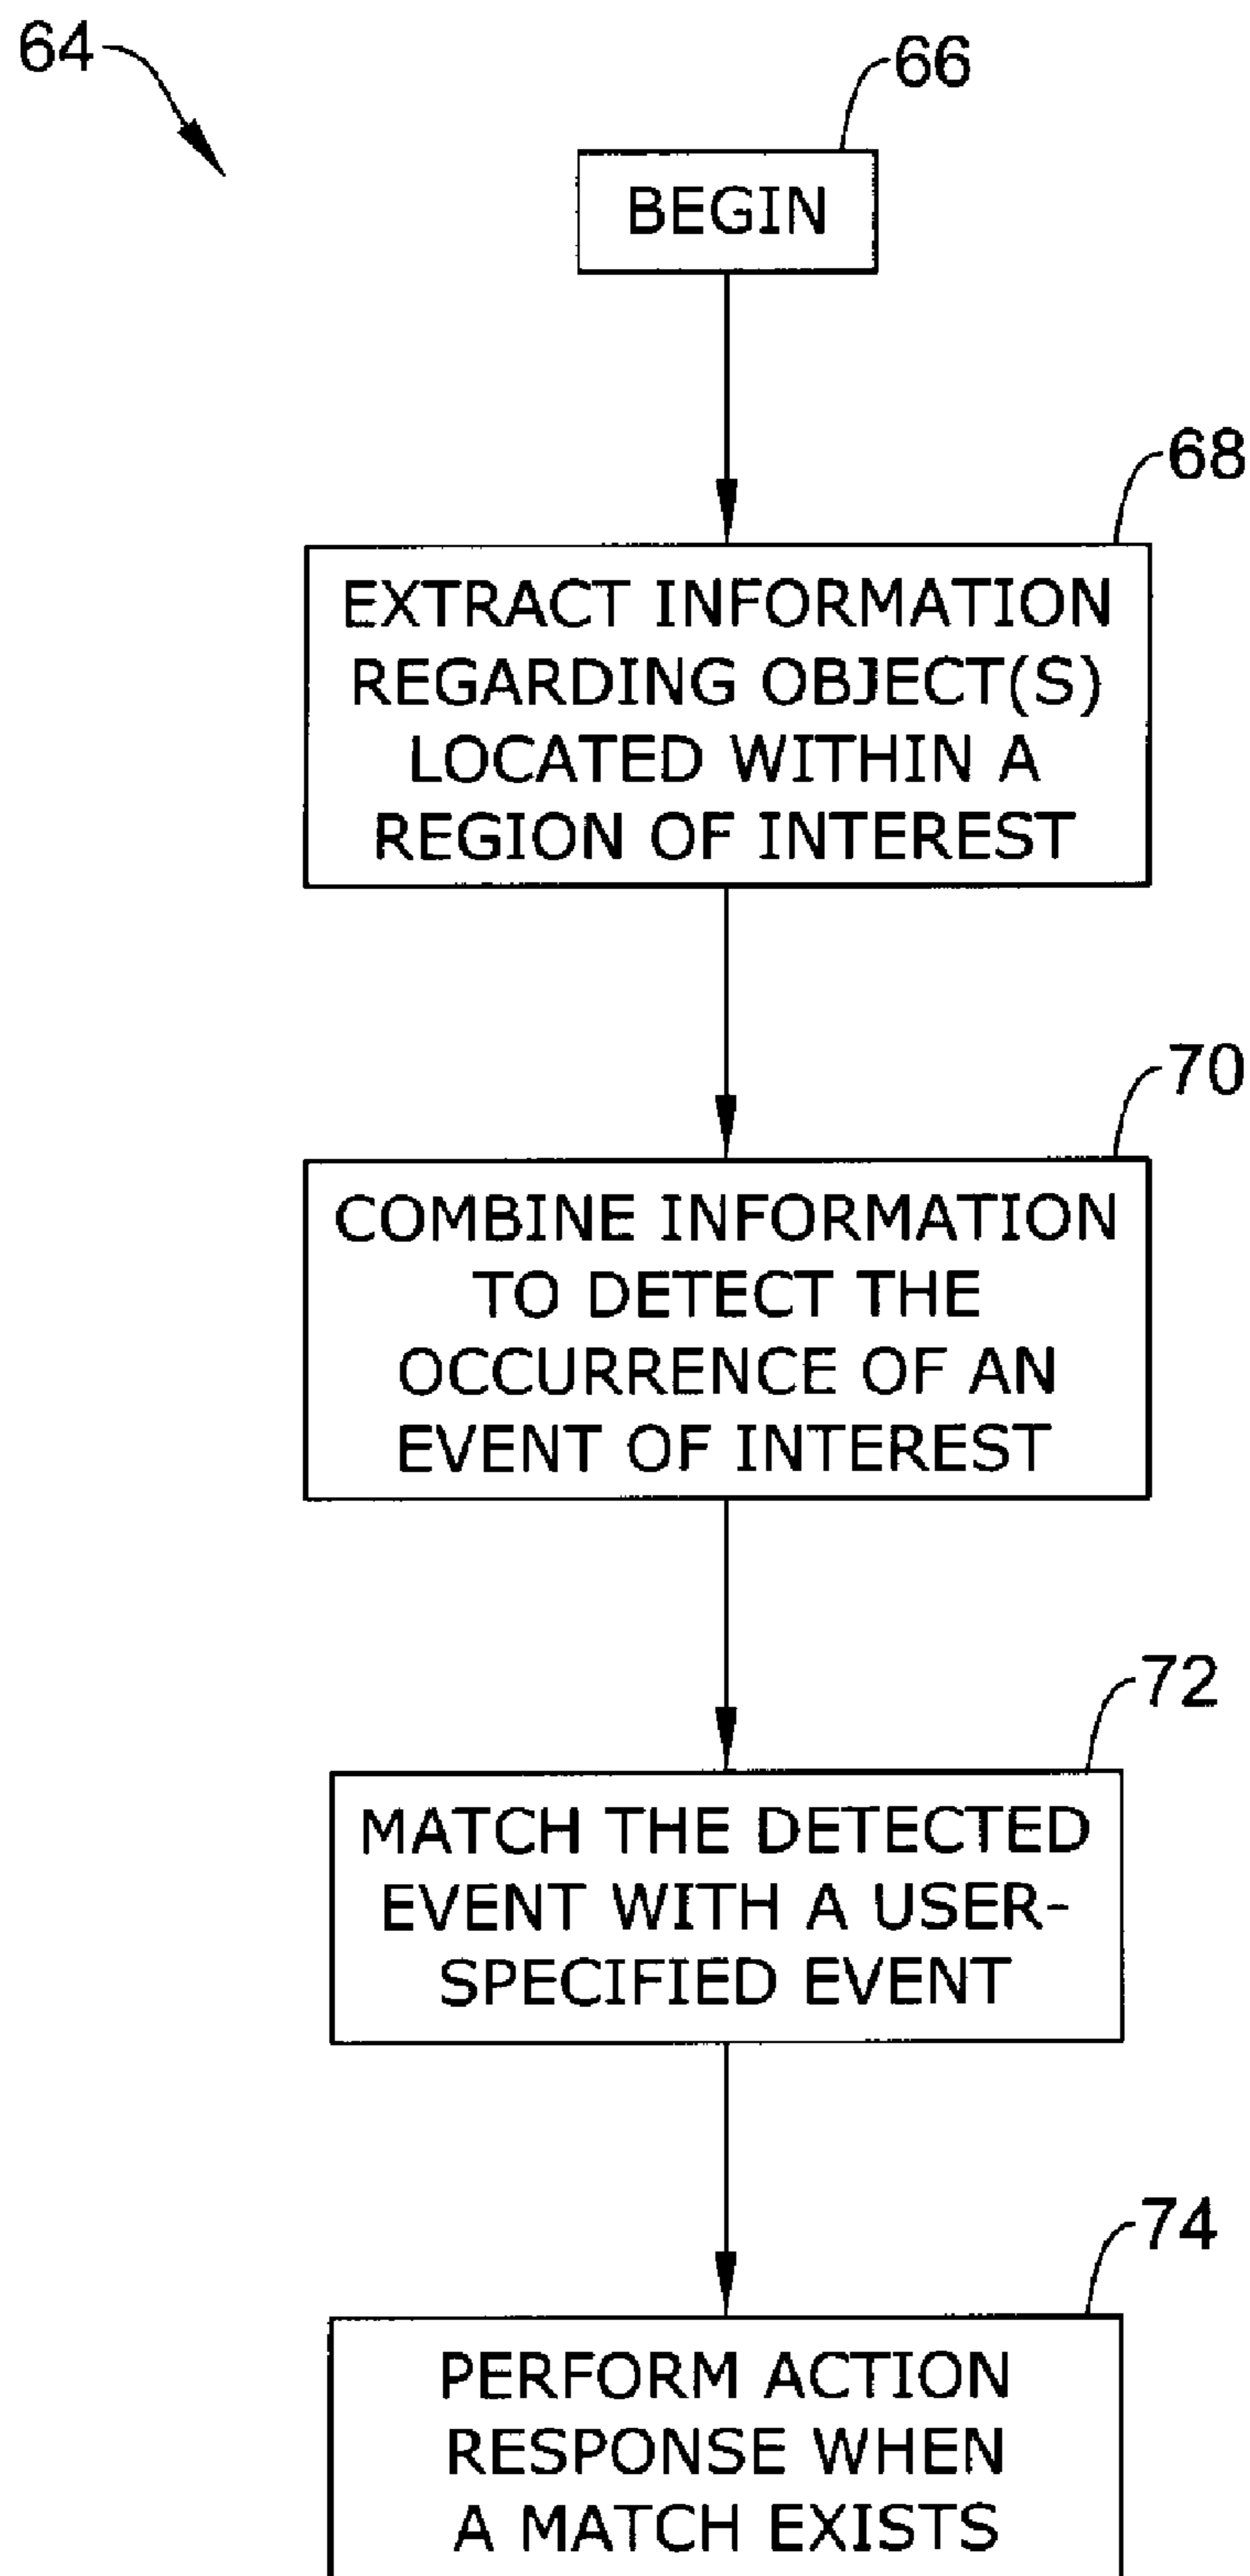 64
66
BEGIN
68
EXTRACT INFORMATION
REGARDING OBJECT(S)
LOCATED WITHIN A
REGION OF INTEREST
70
COMBINE INFORMATION
TO DETECT THE
OCCURRENCE OF AN
EVENT OF INTEREST
72
MATCH THE DETECTED
EVENT WITH A USER-
SPECIFIED EVENT
74
PERFORM ACTION
RESPONSE WHEN
A MATCH EXISTS